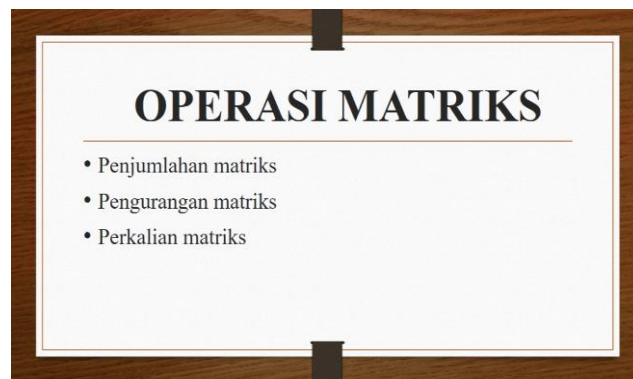 OPERASI MATRIKS
• Penjumlahan matriks
• Pengurangan matriks
• Perkalian matriks